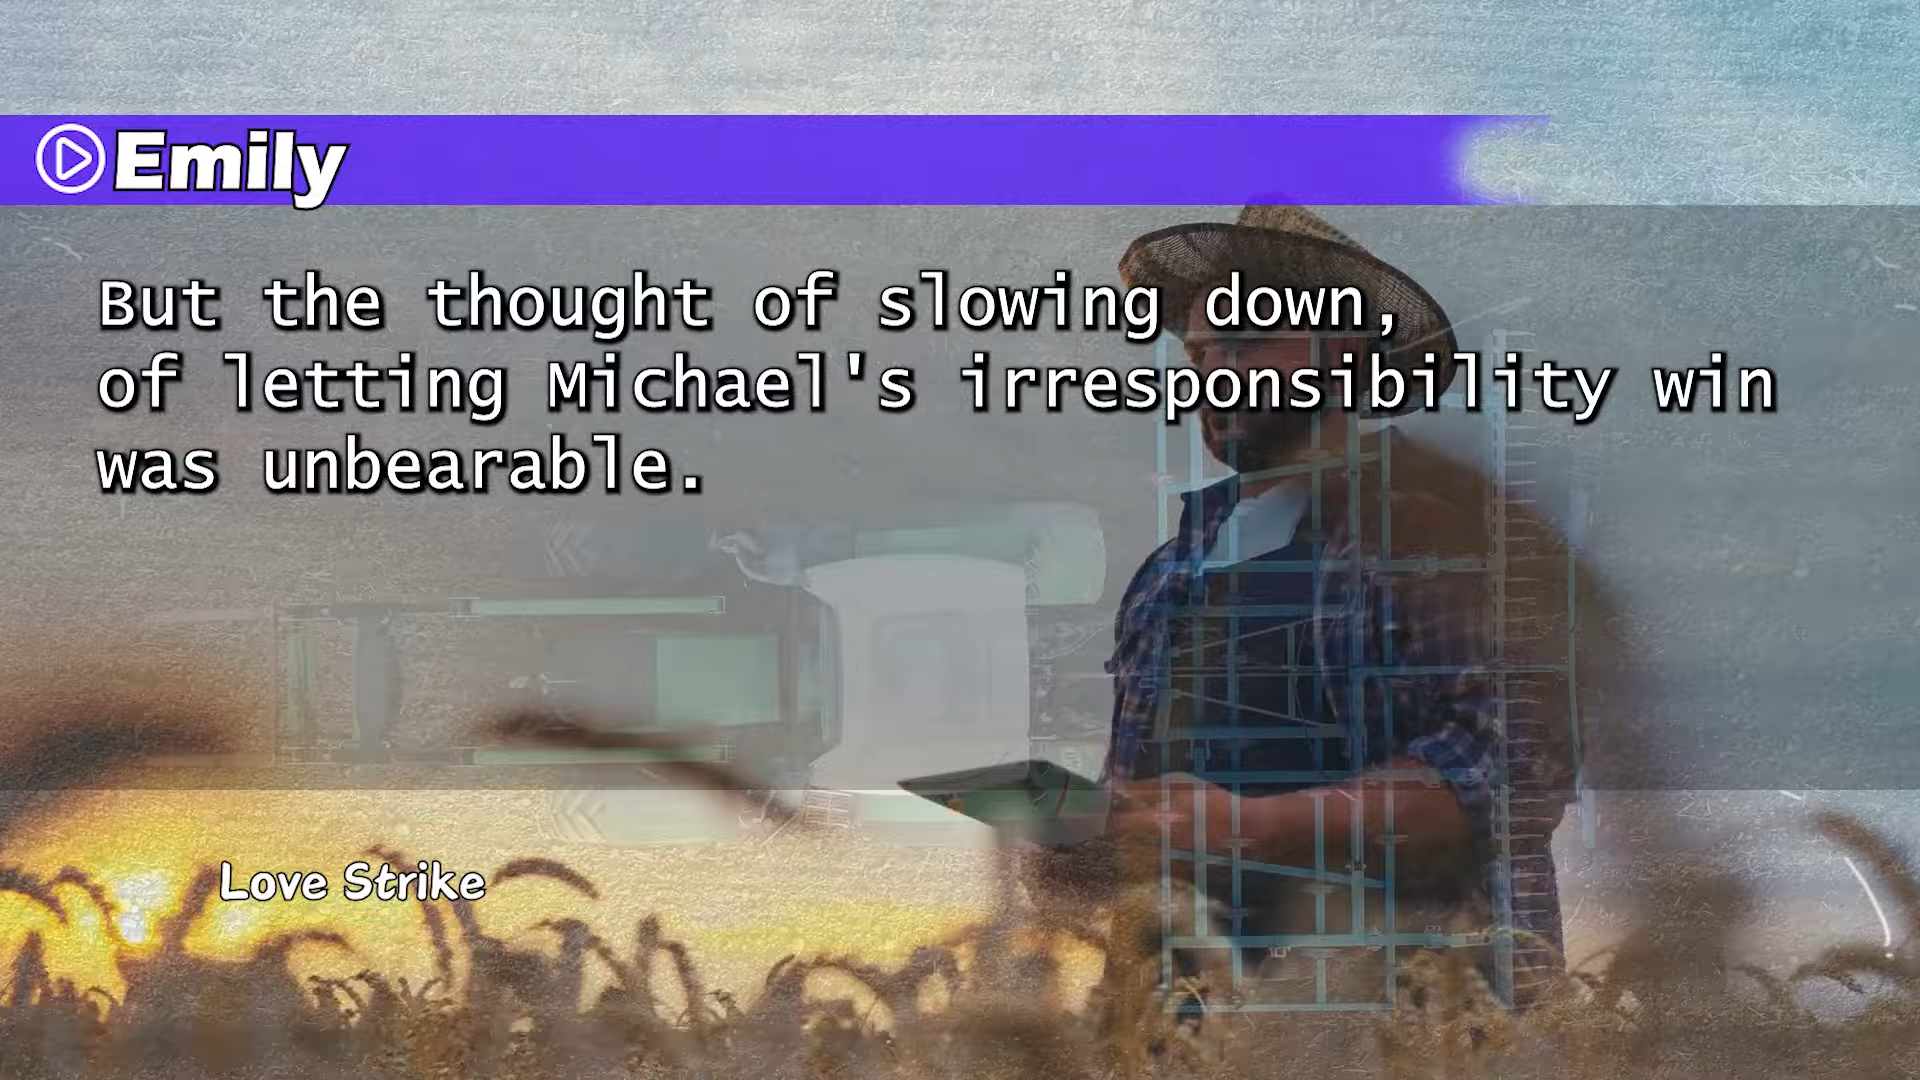 Emily
But the thought of slowing down,
of letting Michael's irresponsibility win
was unbearable.
Love Strike